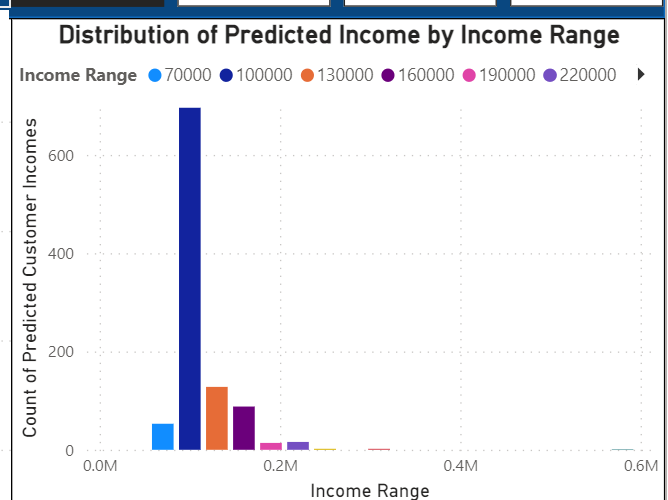 Distribution of Predicted Income by Income Range
Income Range 70000 100000 130000 160000 190000 220000
Count of Predicted Customer Incomes
600
400
200
0
0.0M 0.2M 0.4M 0.6M
Income Range